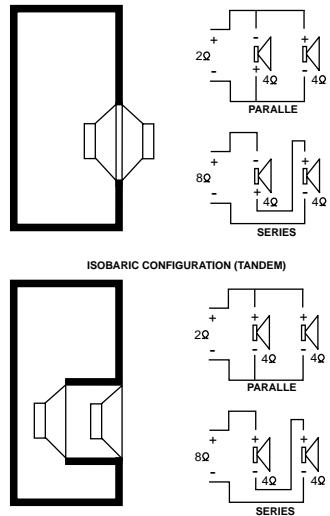 + - +
2Ω
- + -
4Ω 4Ω
PARALLE
+ - +
8Ω
- + -
4Ω 4Ω
SERIES
ISOBARIC CONFIGURATION (TANDEM)
+ + +
2Ω
- - -
4Ω 4Ω
PARALLE
+ + +
8Ω
- - -
4Ω 4Ω
SERIES